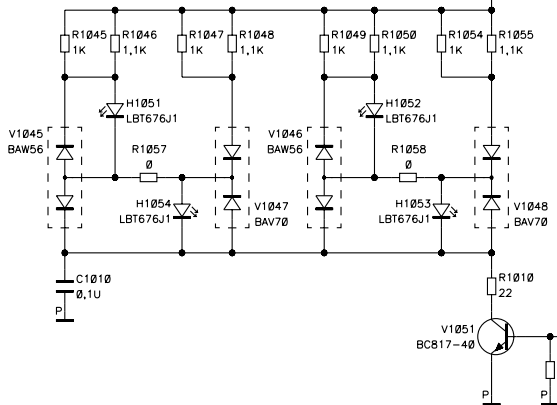 R1045 R1046 R1047 R1048 R1049 R1050 R1054 R1055
1K 1,1K 1K 1,1K 1K 1,1K 1K 1,1K
H1051 H1052
LBT676J1 LBT676J1
V1045 V1046
BAW56 BAW56
R1057 R1058
0 0
H1054 V1047 H1053 V1048
LBT676J1 BAV70 LBT676J1 BAV70
C1010 R1010
0,1U 22
P
V1051
BC817-40
P P